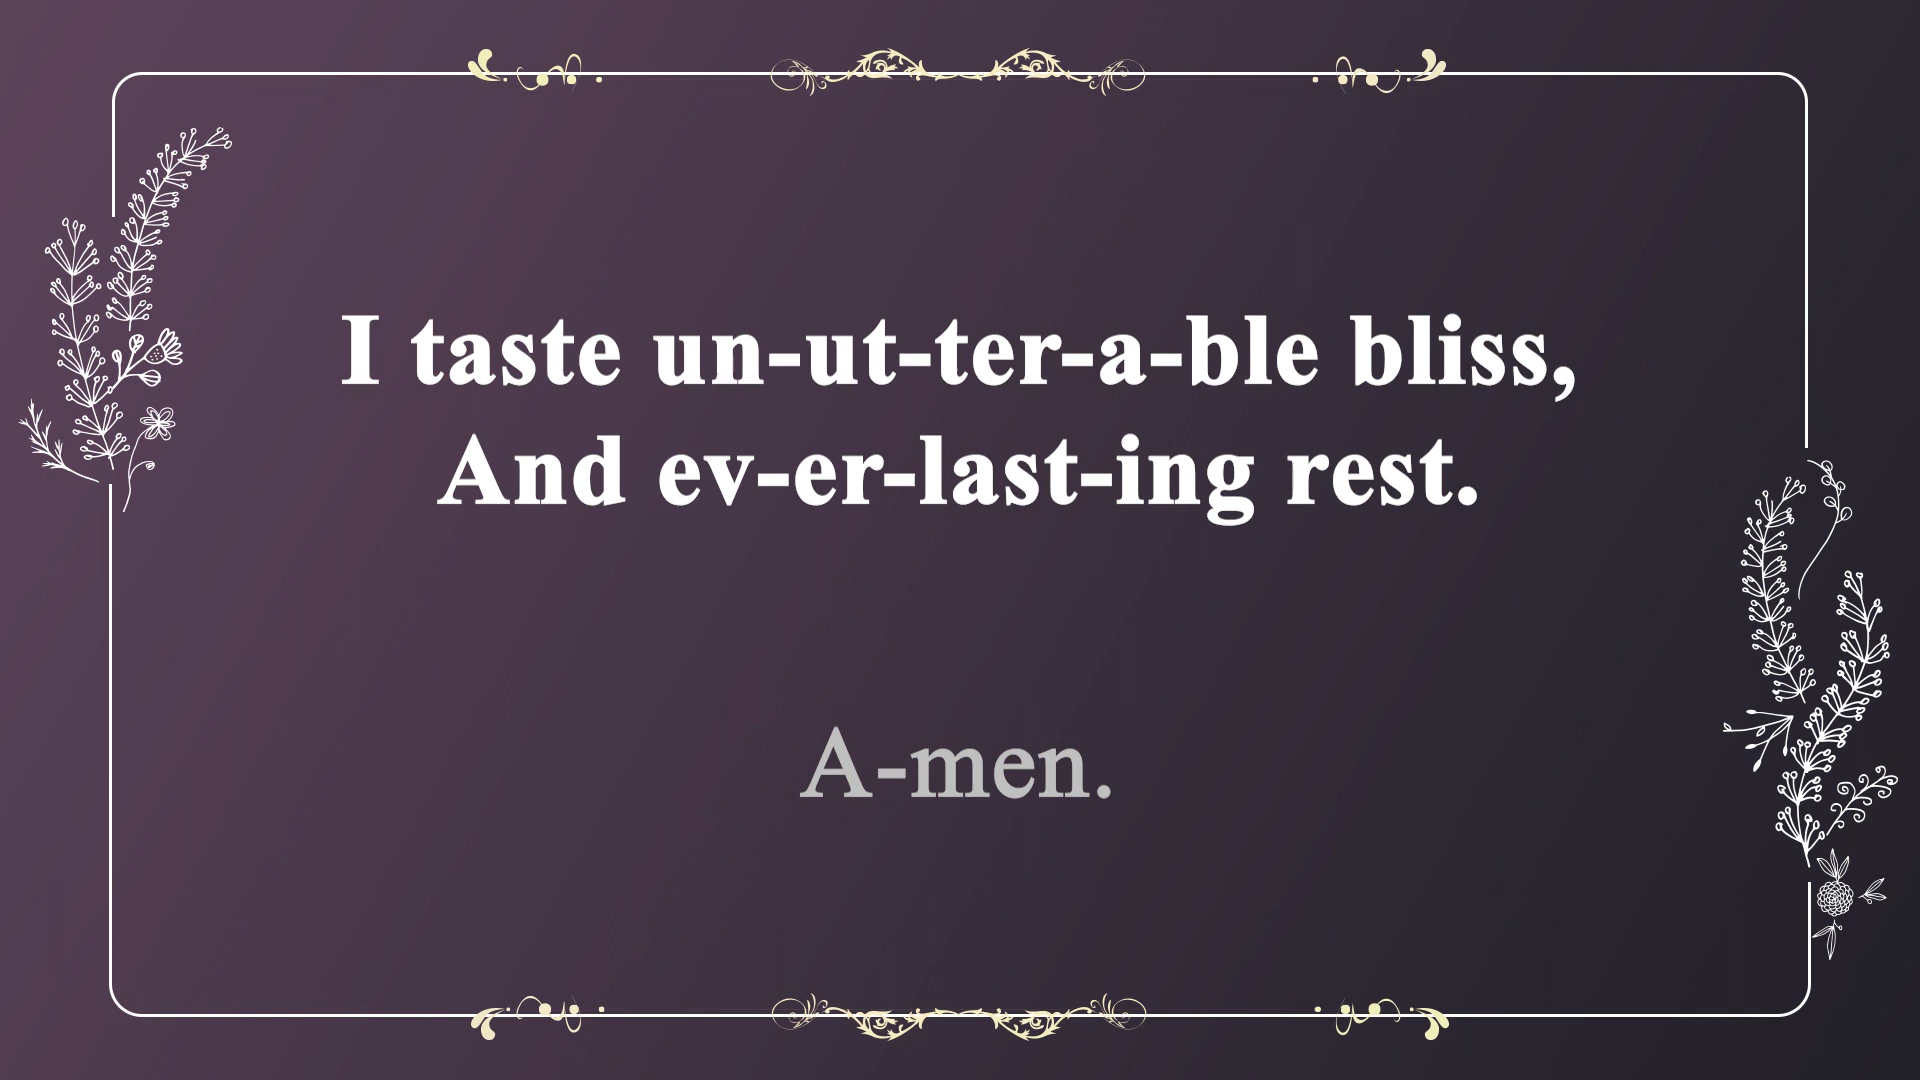 I taste un-ut-ter-a-ble bliss,
And ev-er-last-ing rest.
A-men.